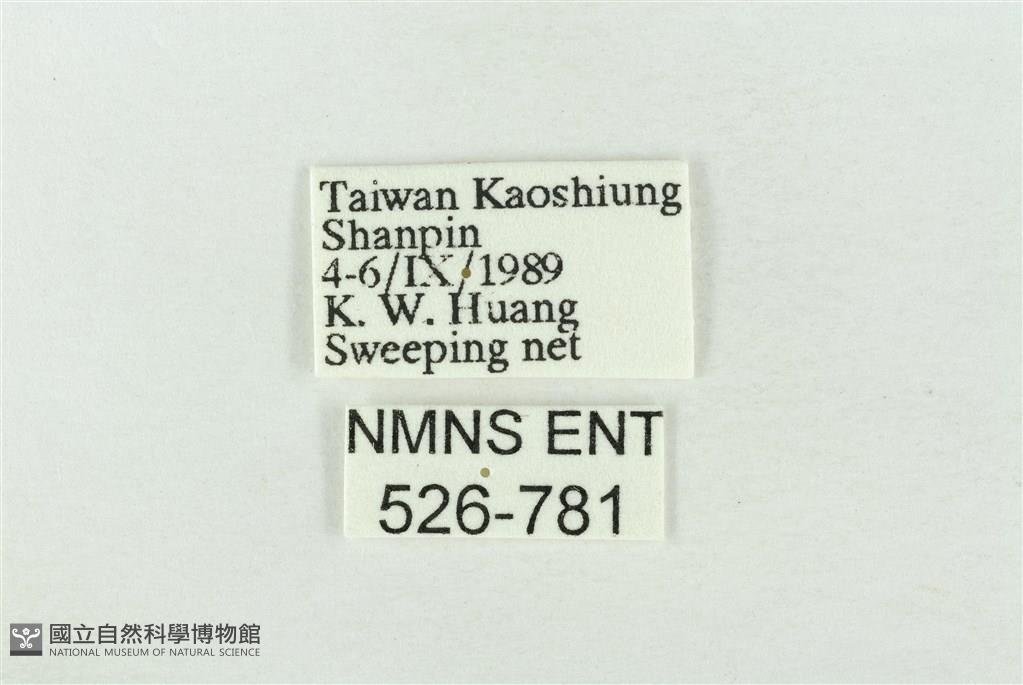 Taiwan Kaoshiung
Shanpin
4-6/IX/1989
K. W. Huang
Sweeping net
NMNS ENT
526-781
國立自然科學博物館
NATIONAL MUSEUM OF NATURAL SCIENCE